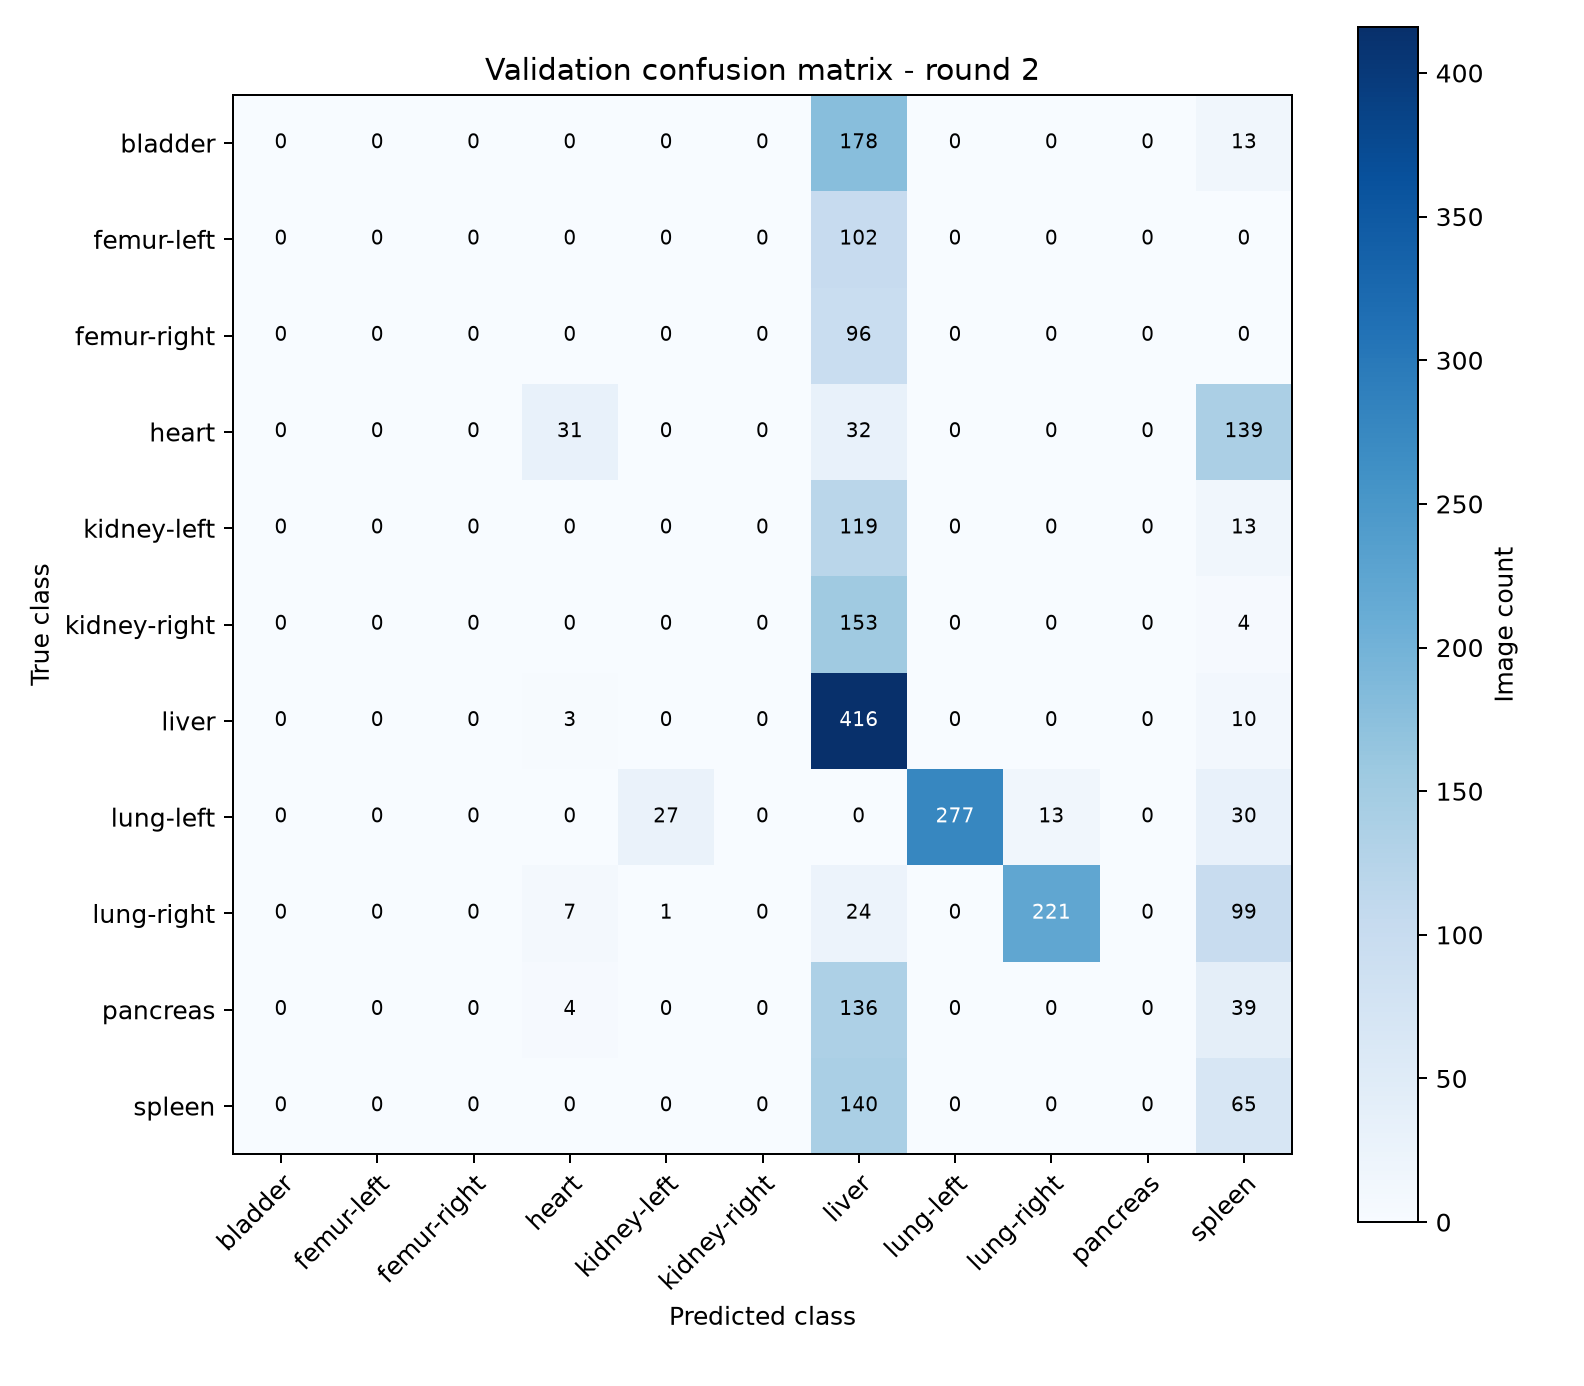 Validation confusion matrix - round 2
bladder 0 0 0 0 0 0 178 0 0 0 13
femur-left 0 0 0 0 0 0 102 0 0 0 0
femur-right 0 0 0 0 0 0 96 0 0 0 0
heart 0 0 0 31 0 0 32 0 0 0 139
kidney-left 0 0 0 0 0 0 119 0 0 0 13
kidney-right 0 0 0 0 0 0 153 0 0 0 4
liver 0 0 0 3 0 0 416 0 0 0 10
lung-left 0 0 0 0 27 0 0 277 13 0 30
lung-right 0 0 0 7 1 0 24 0 221 0 99
pancreas 0 0 0 4 0 0 136 0 0 0 39
spleen 0 0 0 0 0 0 140 0 0 0 65
True class
bladder femur-left femur-right heart kidney-left kidney-right liver lung-left lung-right pancreas spleen
Predicted class
400
350
300
250
200
150
100
50
0
Image count